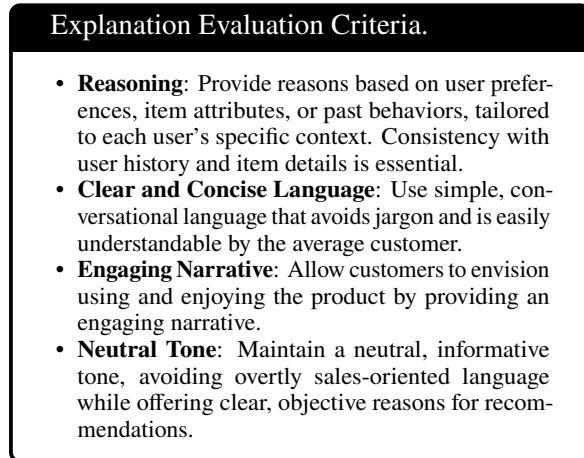 Explanation Evaluation Criteria.
• Reasoning: Provide reasons based on user prefer-
ences, item attributes, or past behaviors, tailored
to each user's specific context. Consistency with
user history and item details is essential.
• Clear and Concise Language: Use simple, con-
versational language that avoids jargon and is easily
understandable by the average customer.
• Engaging Narrative: Allow customers to envision
using and enjoying the product by providing an
engaging narrative.
• Neutral Tone: Maintain a neutral, informative
tone, avoiding overtly sales-oriented language
while offering clear, objective reasons for recom-
mendations.